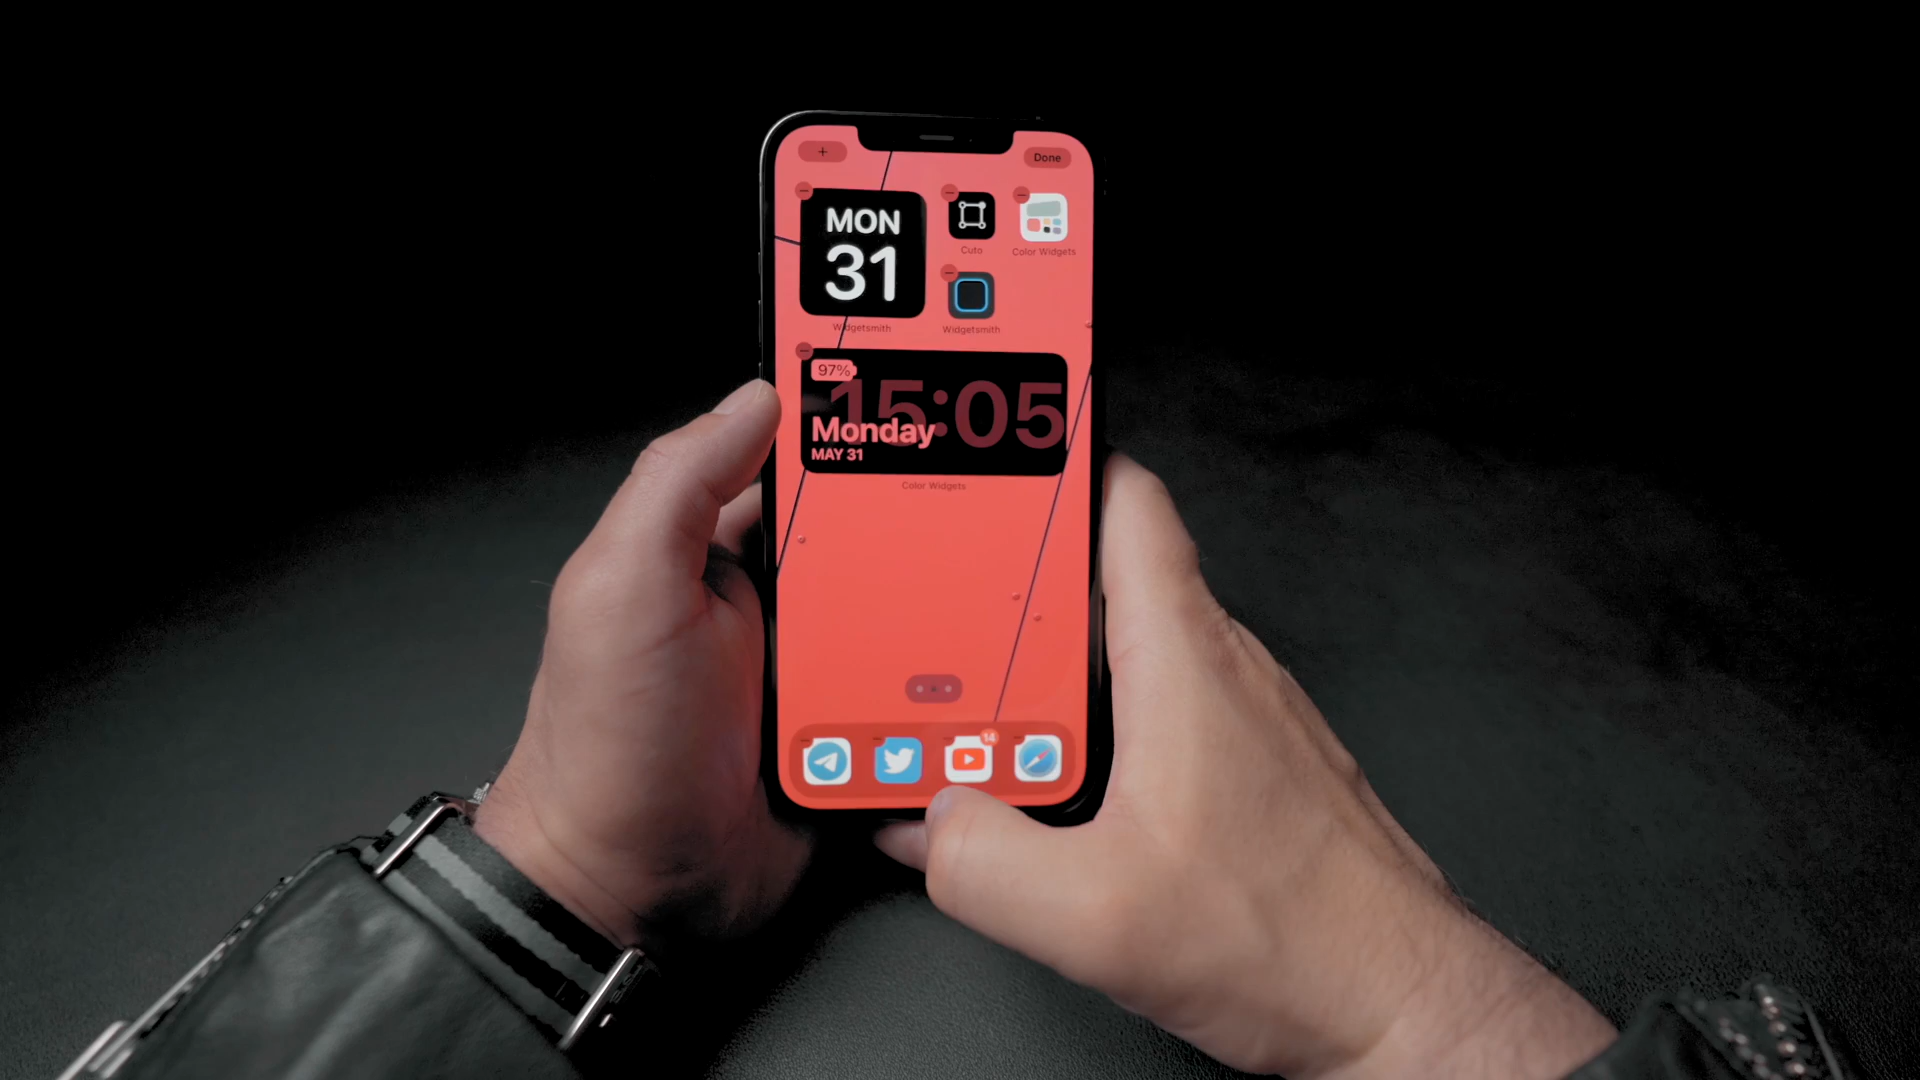 +
Done
MON
31
Cuto
Color Widgets
Widgetsmith
Widgetsmith
97%
15:05
Monday
MAY 31
Color Widgets
14